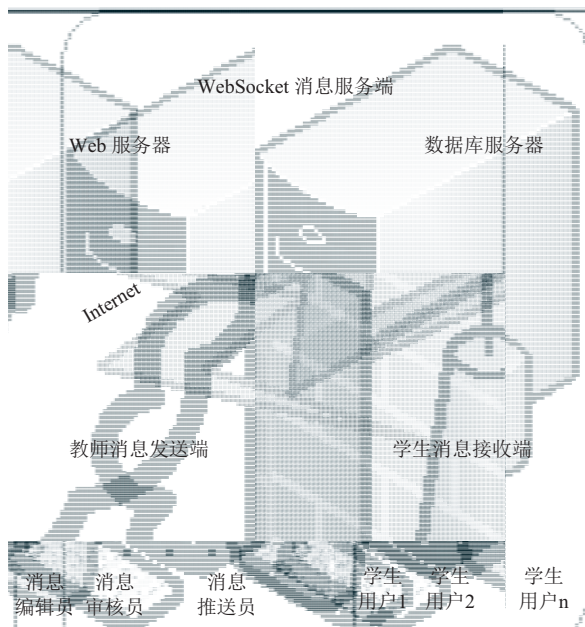 WebSocket 消息服务端
Web 服务器
数据库服务器
Internet
教师消息发送端
学生消息接收端
消息
编辑员
消息
审核员
消息
推送员
学生
用户1
学生
用户2
学生
用户n